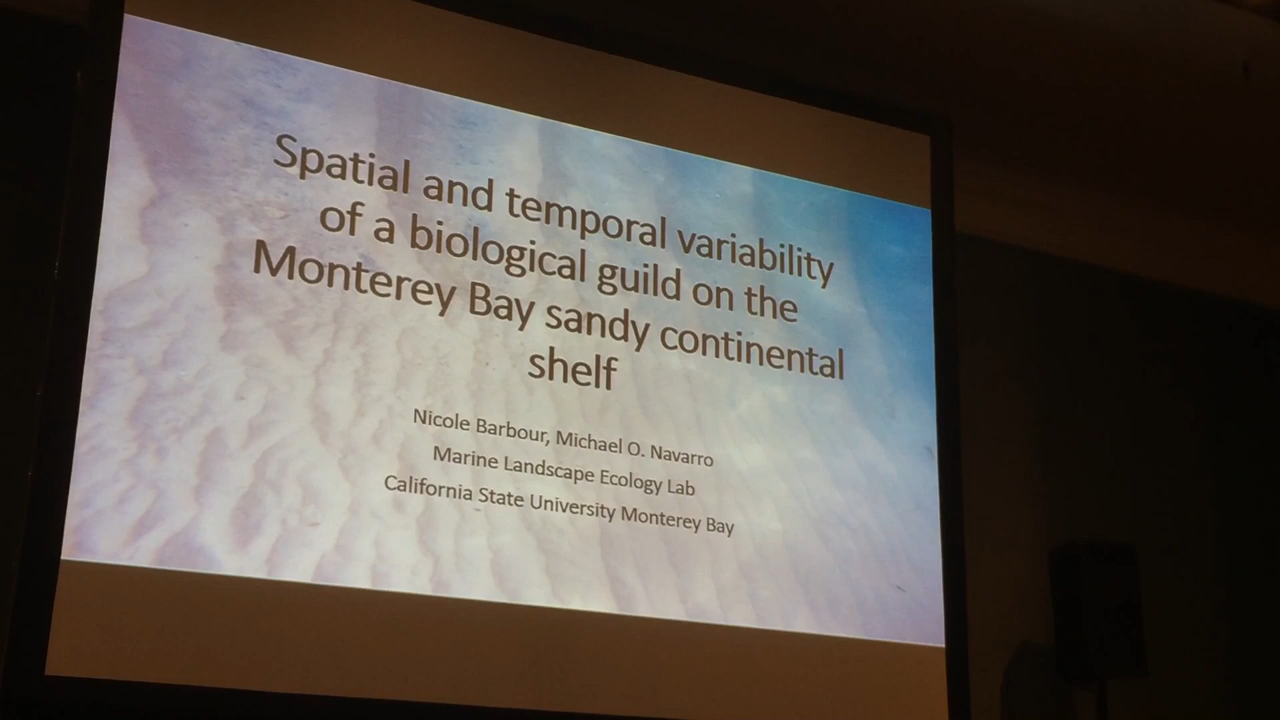 Spatial and temporal variability
of a biological guild on the
Monterey Bay sandy continental
shelf
Nicole Barbour, Michael O. Navarro
Marine Landscape Ecology Lab
California State University Monterey Bay